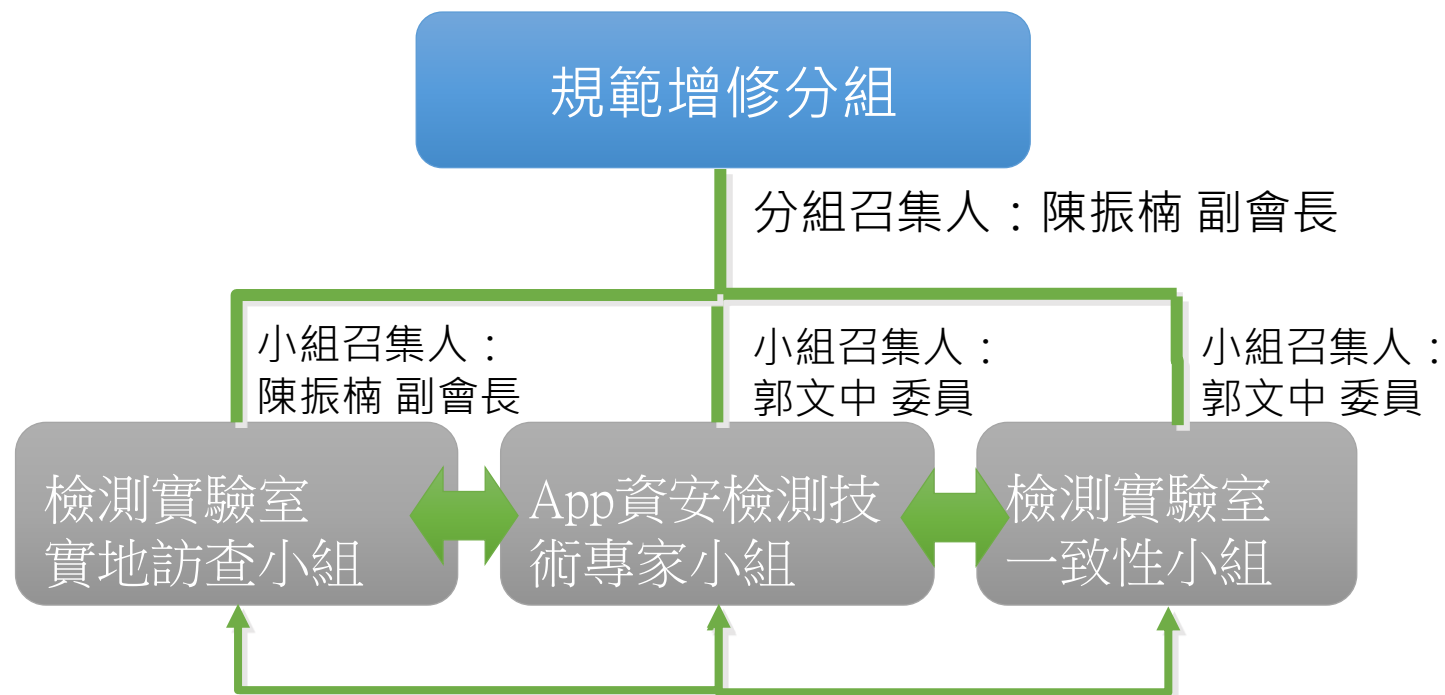 規範增修分組
分組召集人：陳振楠 副會長
小組召集人：
陳振楠 副會長
小組召集人：
郭文中 委員
小組召集人：
郭文中 委員
檢測實驗室
實地訪查小組
App資安檢測技
術專家小組
檢測實驗室
一致性小組